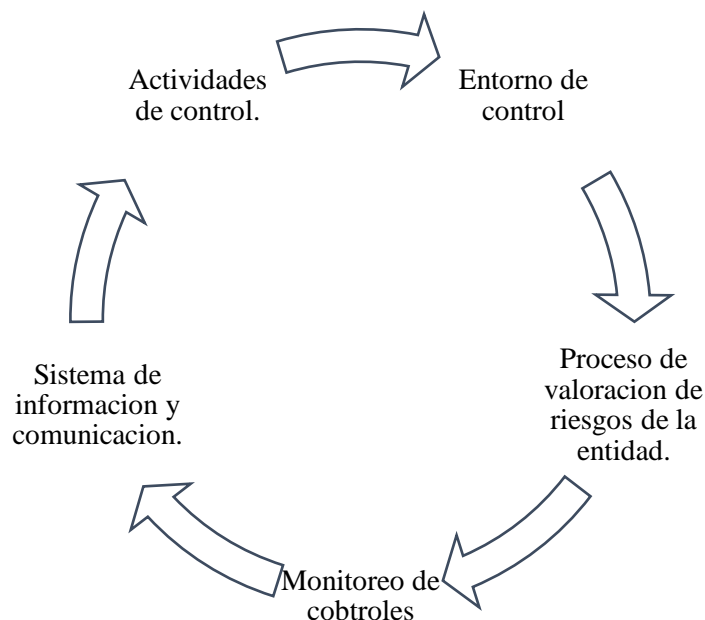 Actividades
de control.
Entorno de
control
Proceso de
valoracion de
riesgos de la
entidad.
Monitoreo de
cobtroles
Sistema de
informacion y
comunicacion.